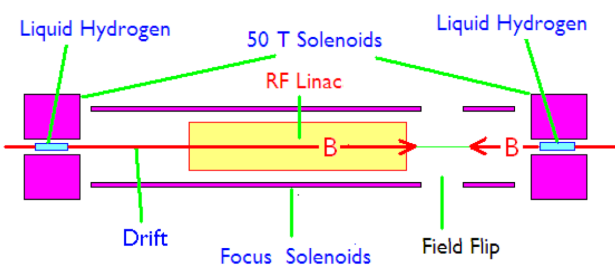 Liquid Hydrogen
50 T Solenoids
Liquid Hydrogen
RF Linac
B
B
Drift
Focus Solenoids
Field Flip